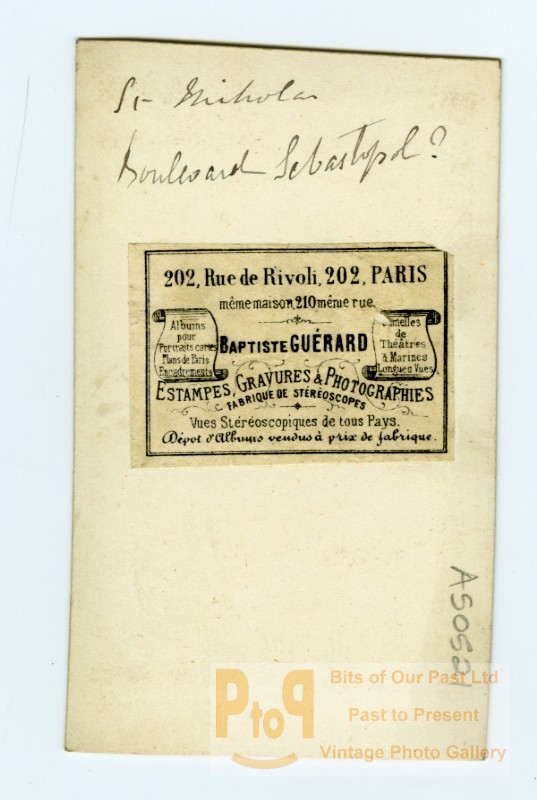 St Nicholas
Boulevard Sebastopol?
202, Rue de Rivoli, 202, PARIS
même maison, 210 même rue.
Albums
pour
Portraits cartes
Plans de Paris
Encadrements
BAPTISTE GUÉRARD
Jumelles
de
Théâtres
& Marines
Longues Vues
ESTAMPES, GRAVURES & PHOTOGRAPHIES
FABRIQUE DE STÉRÉOSCOPES
Vues Stéréoscopiques de tous Pays.
Dépot d'Albums vendus à prix de fabrique.
A50521
PtoP
Bits of Our Past Ltd
Past to Present
Vintage Photo Gallery